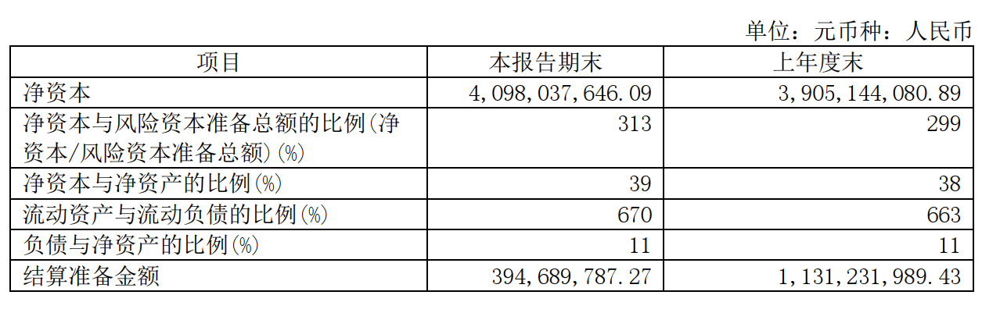 单位：元币种：人民币
项目 本报告期末 上年度末
净资本 4,098,037,646.09 3,905,144,080.89
净资本与风险资本准备总额的比例(净 313 299
资本/风险资本准备总额)(%)
净资本与净资产的比例(%) 39 38
流动资产与流动负债的比例(%) 670 663
负债与净资产的比例(%) 11 11
结算准备金额 394,689,787.27 1,131,231,989.43